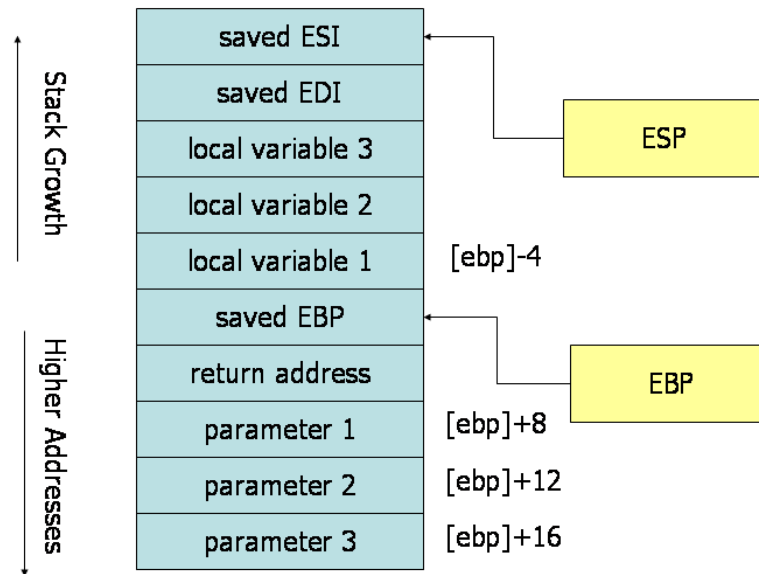 saved ESI
saved EDI
local variable 3
local variable 2
local variable 1
saved EBP
return address
parameter 1
parameter 2
parameter 3
[ebp]-4
[ebp]+8
[ebp]+12
[ebp]+16
ESP
EBP
Stack Growth
Higher Addresses